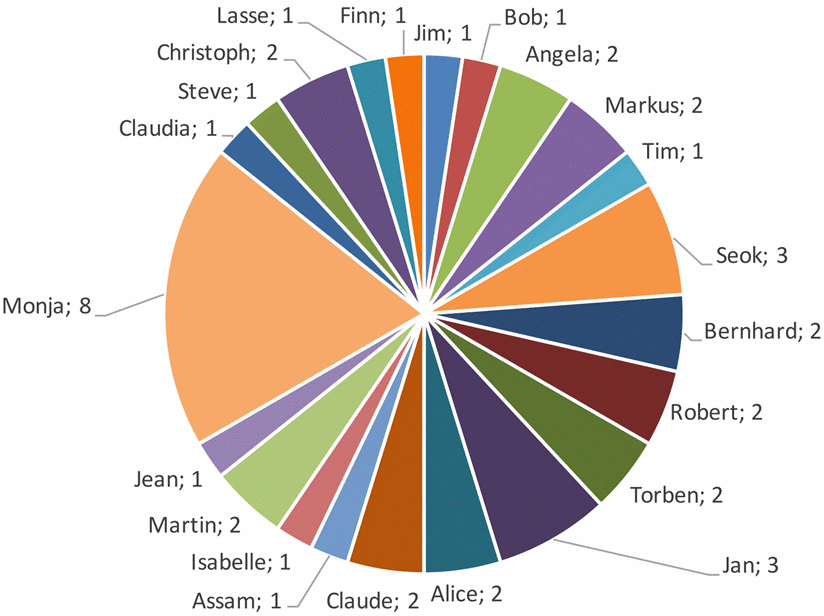 Lasse; 1
Finn; 1
Jim; 1
Bob; 1
Christoph; 2
Angela; 2
Steve; 1
Markus; 2
Claudia; 1
Tim; 1
Seok; 3
Monja; 8
Bernhard; 2
Robert; 2
Jean; 1
Torben; 2
Martin; 2
Isabelle; 1
Jan; 3
Assam; 1
Claude; 2
Alice; 2